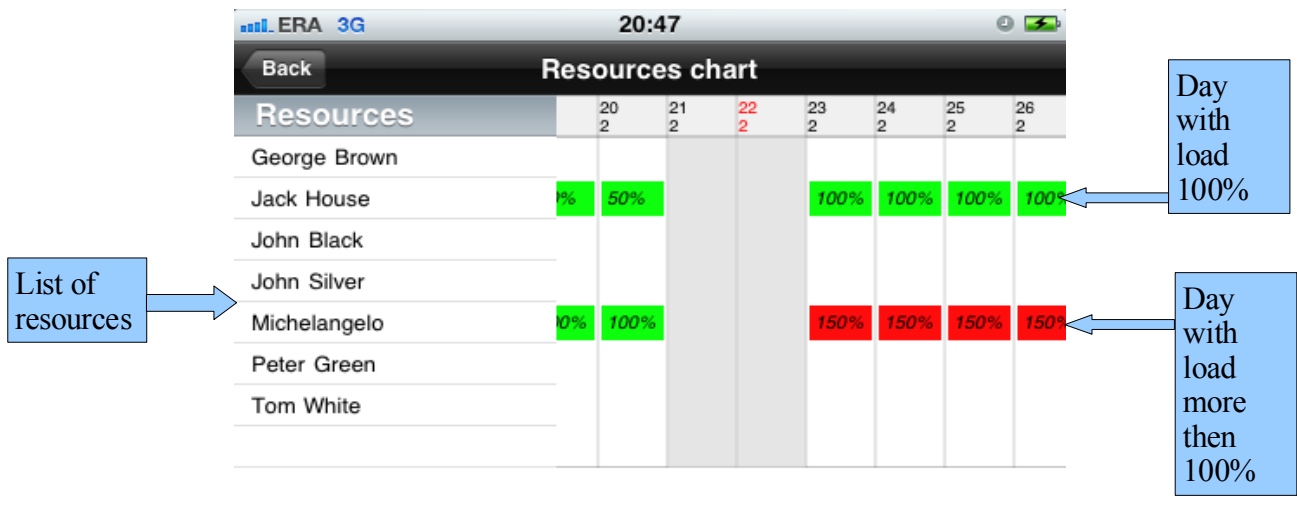 ERA 3G 20:47
Back Resources chart
Resources 20 21 22 23 24 25 26
2 2 2 2 2 2 2
George Brown
Jack House 50% 100% 100% 100% 100%
John Black
John Silver
Michelangelo 100% 150% 150% 150% 150%
Peter Green
Tom White
List of
resources
Day
with
load
100%
Day
with
load
more
then
100%